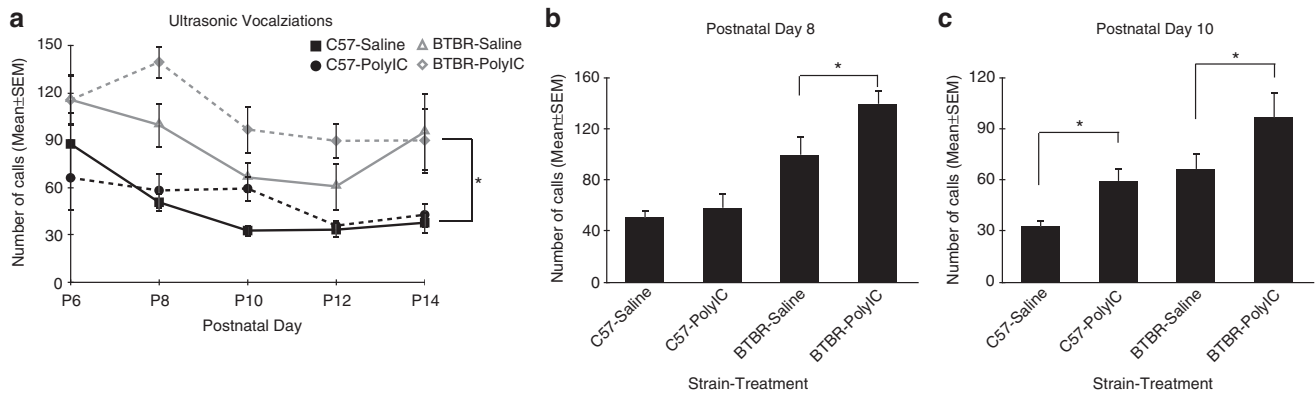 a
Ultrasonic Vocalziations
C57-Saline
BTBR-Saline
C57-PolyIC
BTBR-PolyIC
Number of calls (Mean±SEM)
150
120
90
60
30
0
*
P6 P8 P10 P12 P14
Postnatal Day
b
Postnatal Day 8
Number of calls (Mean±SEM)
160
120
80
40
0
*
C57-Saline
C57-PolyIC
BTBR-Saline
BTBR-PolyIC
Strain-Treatment
c
Postnatal Day 10
Number of calls (Mean±SEM)
120
90
60
30
0
*
*
C57-Saline
C57-PolyIC
BTBR-Saline
BTBR-PolyIC
Strain-Treatment